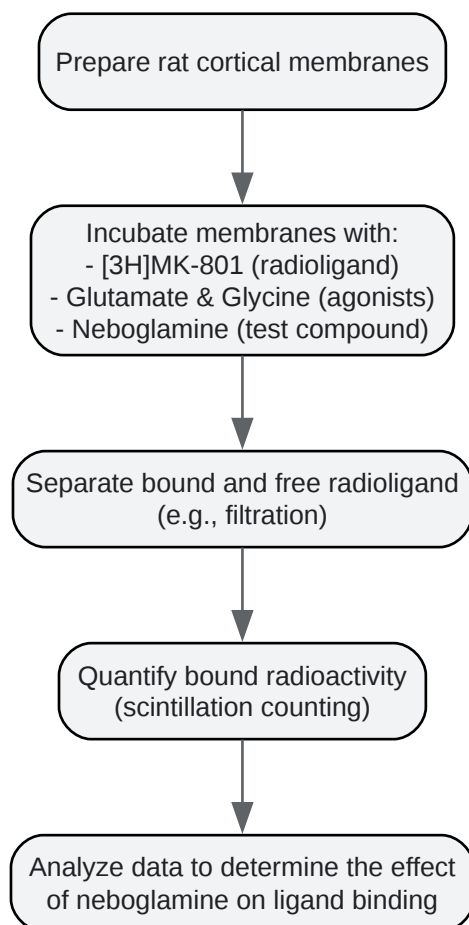 Prepare rat cortical membranes
Incubate membranes with:
- [3H]MK-801 (radioligand)
- Glutamate & Glycine (agonists)
- Neboglamine (test compound)
Separate bound and free radioligand
(e.g., filtration)
Quantify bound radioactivity
(scintillation counting)
Analyze data to determine the effect
of neboglamine on ligand binding